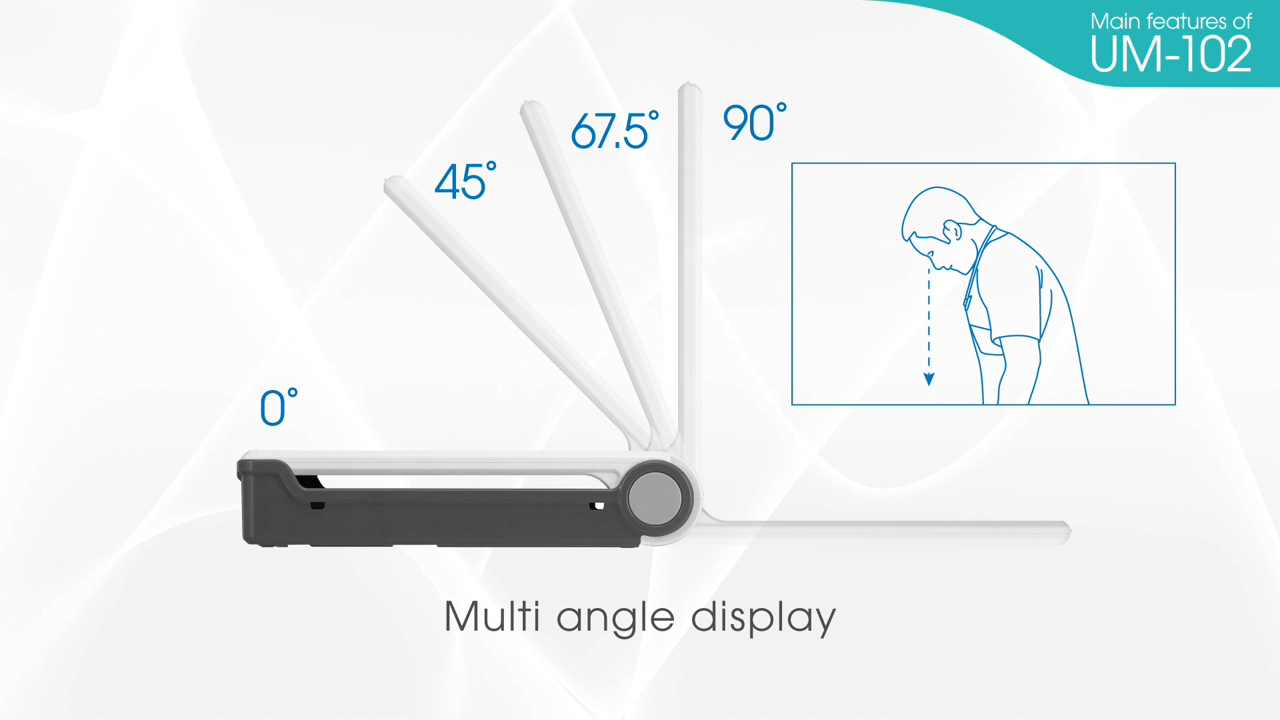 Main features of
UM-102
0°
45°
67.5°
90°
Multi angle display